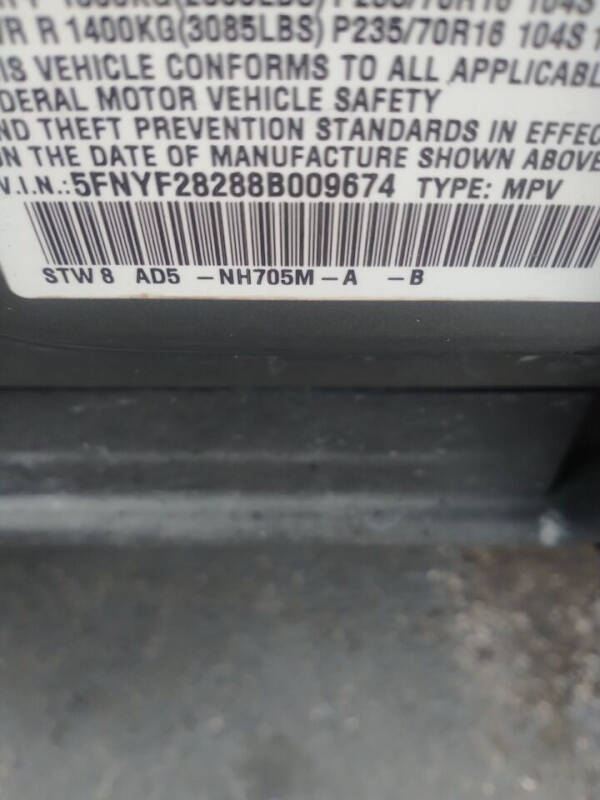 R R 1400KG(3085LBS) P235/70R16 104S
IS VEHICLE CONFORMS TO ALL APPLICABL
DERAL MOTOR VEHICLE SAFETY
ND THEFT PREVENTION STANDARDS IN EFFEC
N THE DATE OF MANUFACTURE SHOWN ABOVE
V.I.N.:5FNYF28288B009674 TYPE: MPV
STW 8 AD5 -NH705M-A -B